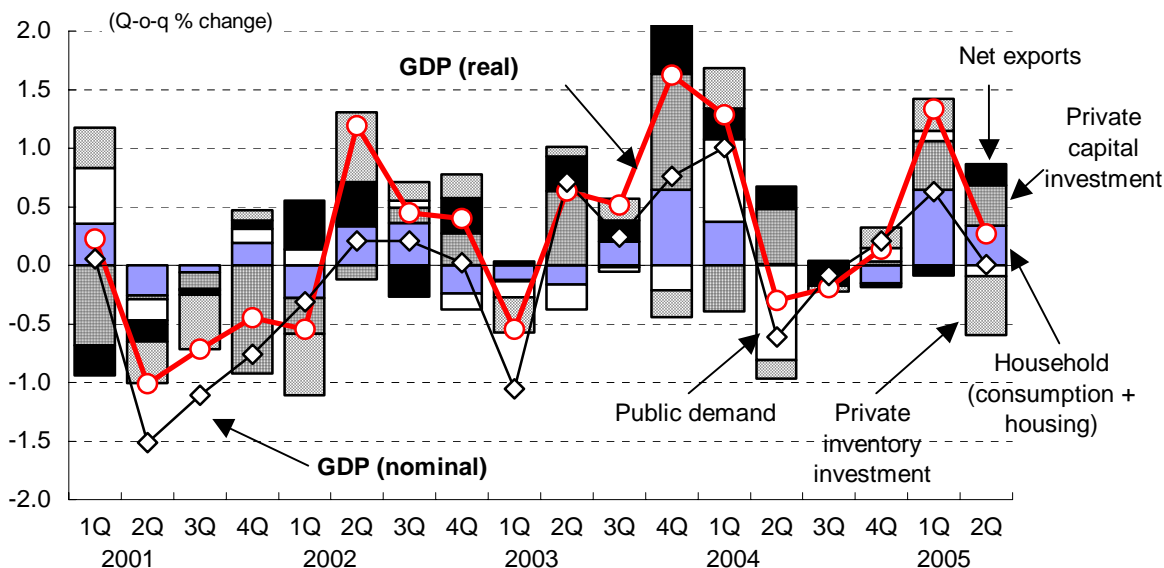 (Q-o-q % change)
2.0
1.5
1.0
0.5
0.0
-0.5
-1.0
-1.5
-2.0
GDP (real)
Net exports
Private
capital
investment
Public demand
Private
inventory
investment
Household
(consumption +
housing)
GDP (nominal)
1Q 2Q 3Q 4Q 1Q 2Q 3Q 4Q 1Q 2Q 3Q 4Q 1Q 2Q 3Q 4Q 1Q 2Q
2001 2002 2003 2004 2005